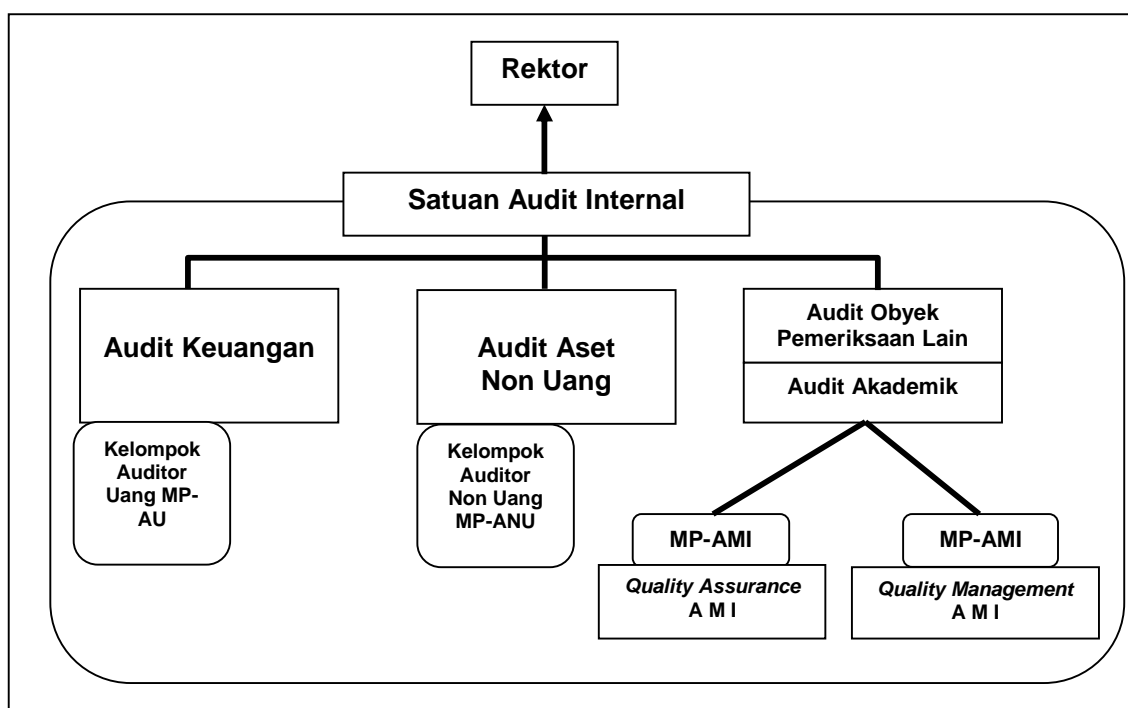 Rektor
Satuan Audit Internal
Audit Keuangan
Kelompok
Auditor
Uang MP-
AU
Audit Aset
Non Uang
Kelompok
Auditor
Non Uang
MP-ANU
Audit Obyek
Pemeriksaan Lain
Audit Akademik
MP-AMI
Quality Assurance
A M I
MP-AMI
Quality Management
A M I